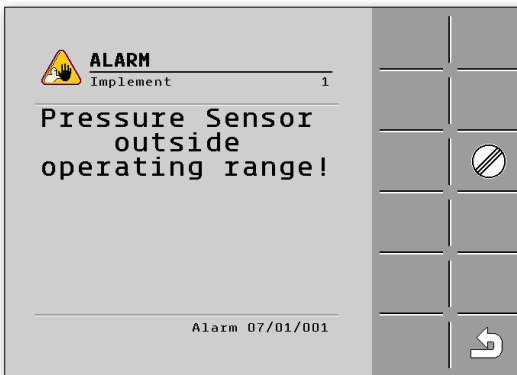 ALARM
Implement 1
Pressure Sensor
outside
operating range!
Alarm 07/01/001